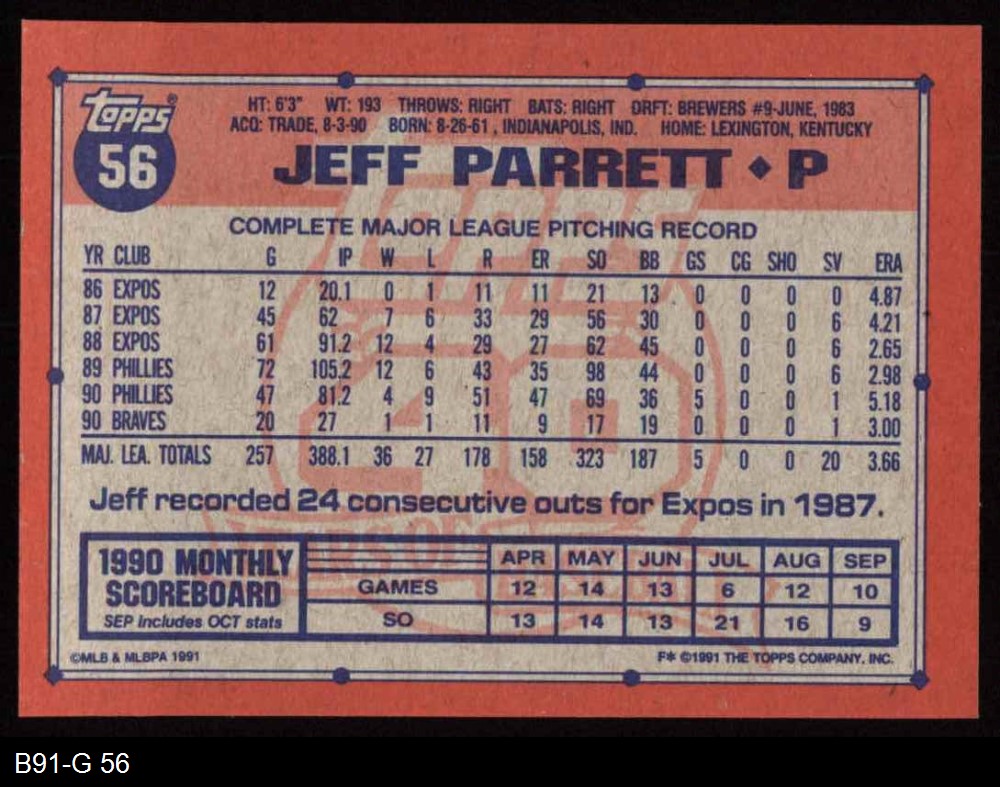 Topps®
56
HT: 6'3" WT: 193 THROWS: RIGHT BATS: RIGHT DRFT: BREWERS #9-JUNE, 1983
ACQ: TRADE, 8-3-90 BORN: 8-26-61, INDIANAPOLIS, IND. HOME: LEXINGTON, KENTUCKY
JEFF PARRETT ◆ P
COMPLETE MAJOR LEAGUE PITCHING RECORD
YR CLUB G IP W L R ER SO BB GS CG SHO SV ERA
86 EXPOS 12 20.1 0 1 11 11 21 13 0 0 0 0 4.87
87 EXPOS 45 62 7 6 33 29 56 30 0 0 0 6 4.21
88 EXPOS 61 91.2 12 4 29 27 62 45 0 0 0 6 2.65
89 PHILLIES 72 105.2 12 6 43 35 98 44 0 0 0 6 2.98
90 PHILLIES 47 81.2 4 9 51 47 69 36 5 0 0 1 5.18
90 BRAVES 20 27 1 1 11 9 17 19 0 0 0 1 3.00
MAJ. LEA. TOTALS 257 388.1 36 27 178 158 323 187 5 0 0 20 3.66
Jeff recorded 24 consecutive outs for Expos in 1987.
1990 MONTHLY SCOREBOARD
SEP includes OCT stats
APR MAY JUN JUL AUG SEP
GAMES 12 14 13 6 12 10
SO 13 14 13 21 16 9
©MLB & MLBPA 1991 F* ©1991 THE TOPPS COMPANY, INC.
B91-G 56